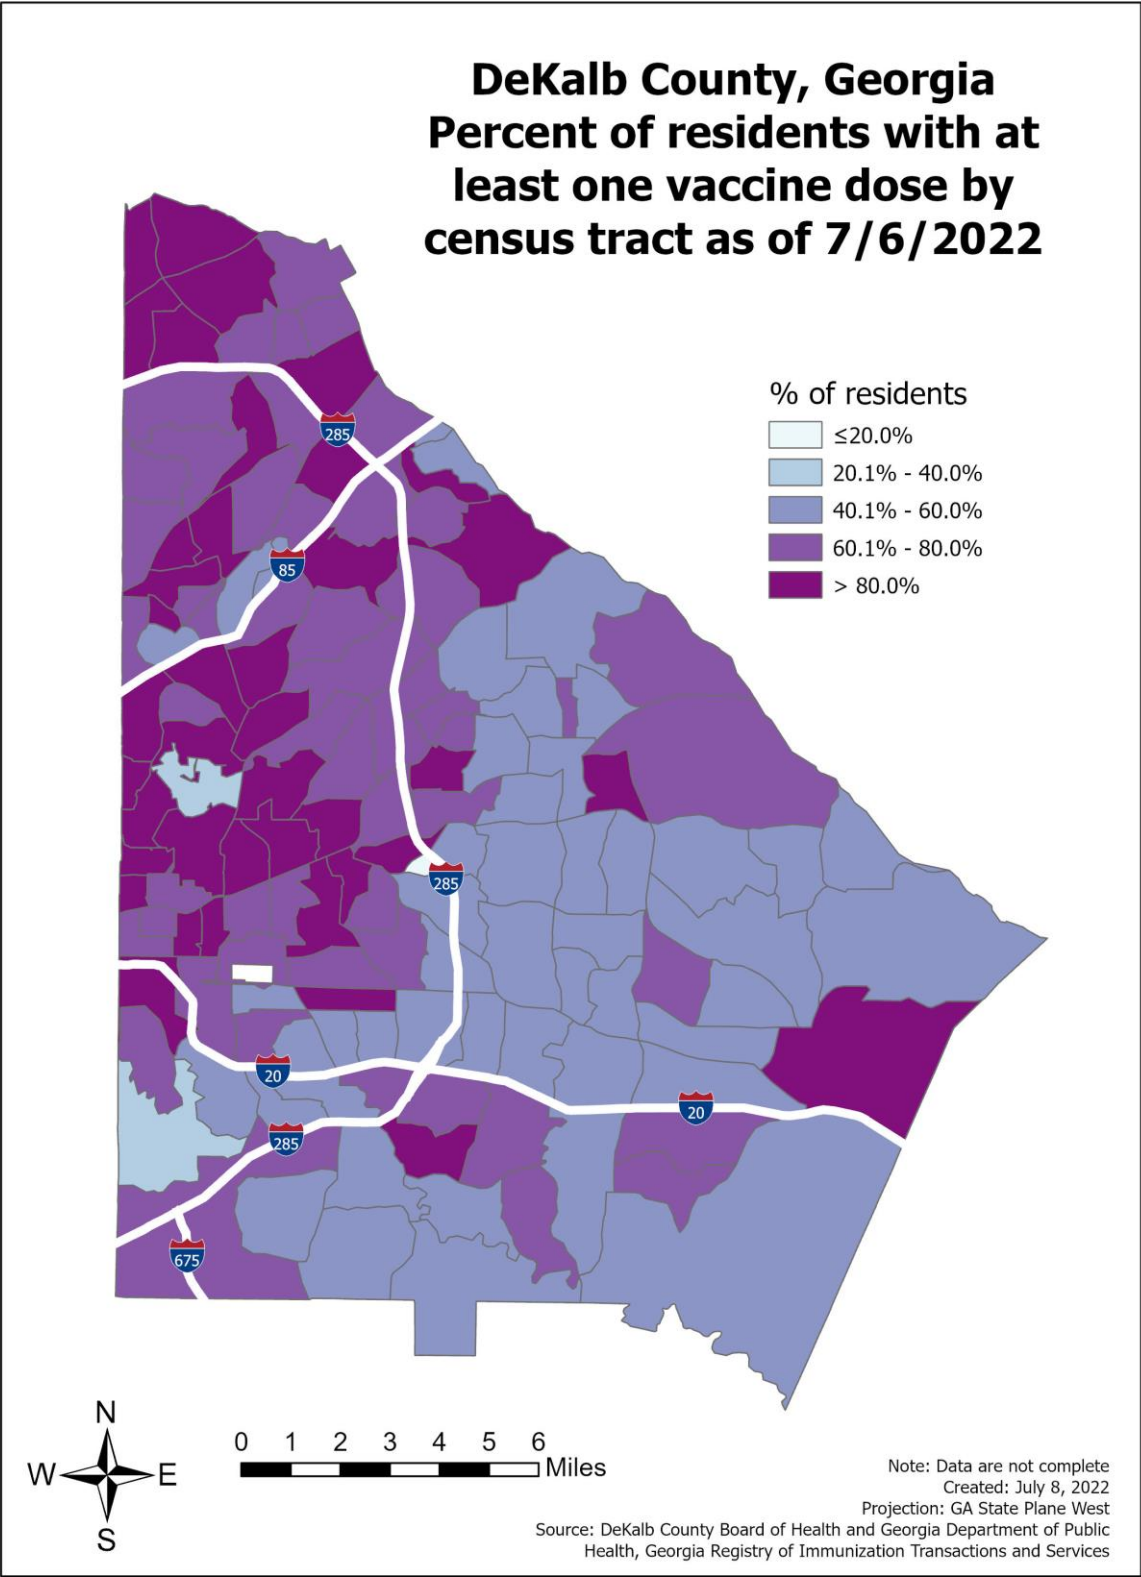 DeKalb County, Georgia
Percent of residents with at
least one vaccine dose by
census tract as of 7/6/2022
% of residents
≤20.0%
20.1% - 40.0%
40.1% - 60.0%
60.1% - 80.0%
> 80.0%
285
85
285
20
20
285
675
N
W E
S
0 1 2 3 4 5 6
Miles
Note: Data are not complete
Created: July 8, 2022
Projection: GA State Plane West
Source: DeKalb County Board of Health and Georgia Department of Public
Health, Georgia Registry of Immunization Transactions and Services